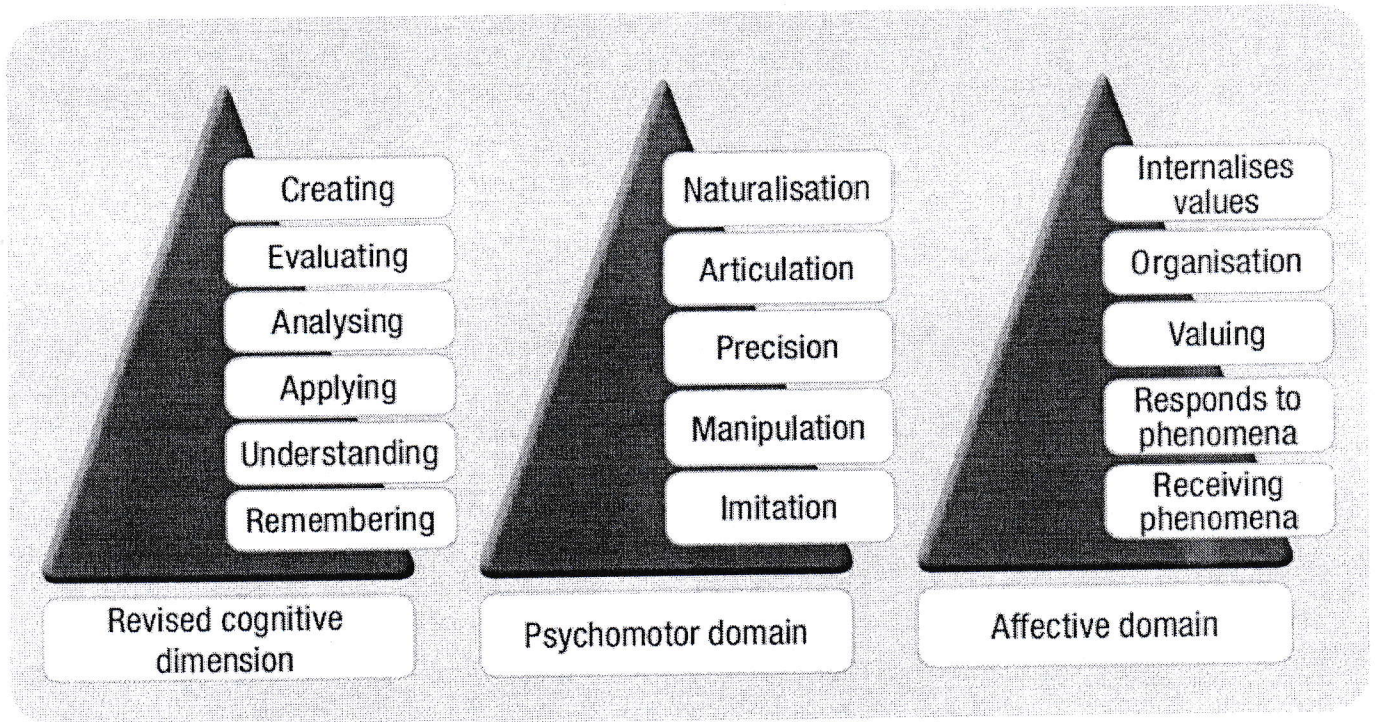 Creating
Evaluating
Analysing
Applying
Understanding
Remembering
Revised cognitive
dimension
Naturalisation
Articulation
Precision
Manipulation
Imitation
Psychomotor domain
Internalises
values
Organisation
Valuing
Responds to
phenomena
Receiving
phenomena
Affective domain